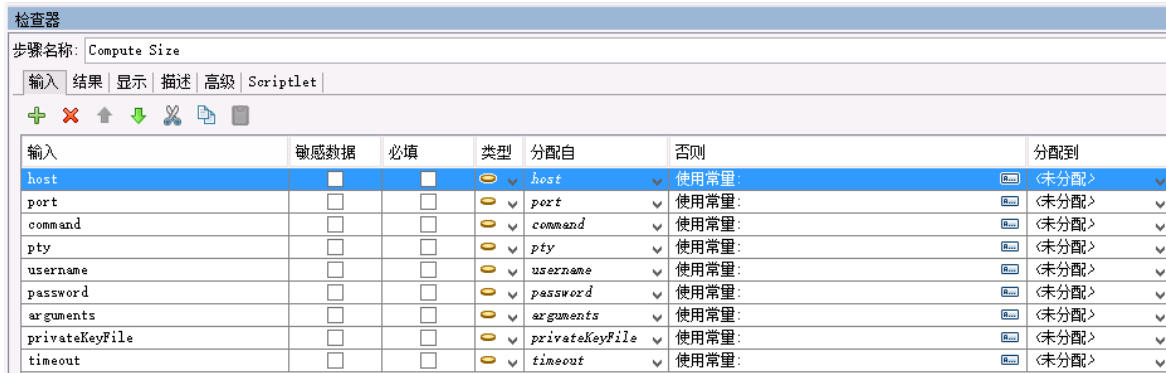 检查器
步骤名称: Compute Size
输入 结果 显示 描述 高级 Scriptlet
输入 敏感数据 必填 类型 分配自 否则 分配到
host host 使用常量: <未分配>
port port 使用常量: <未分配>
command command 使用常量: <未分配>
pty pty 使用常量: <未分配>
username username 使用常量: <未分配>
password password 使用常量: <未分配>
arguments arguments 使用常量: <未分配>
privateKeyFile privateKeyFile 使用常量: <未分配>
timeout timeout 使用常量: <未分配>